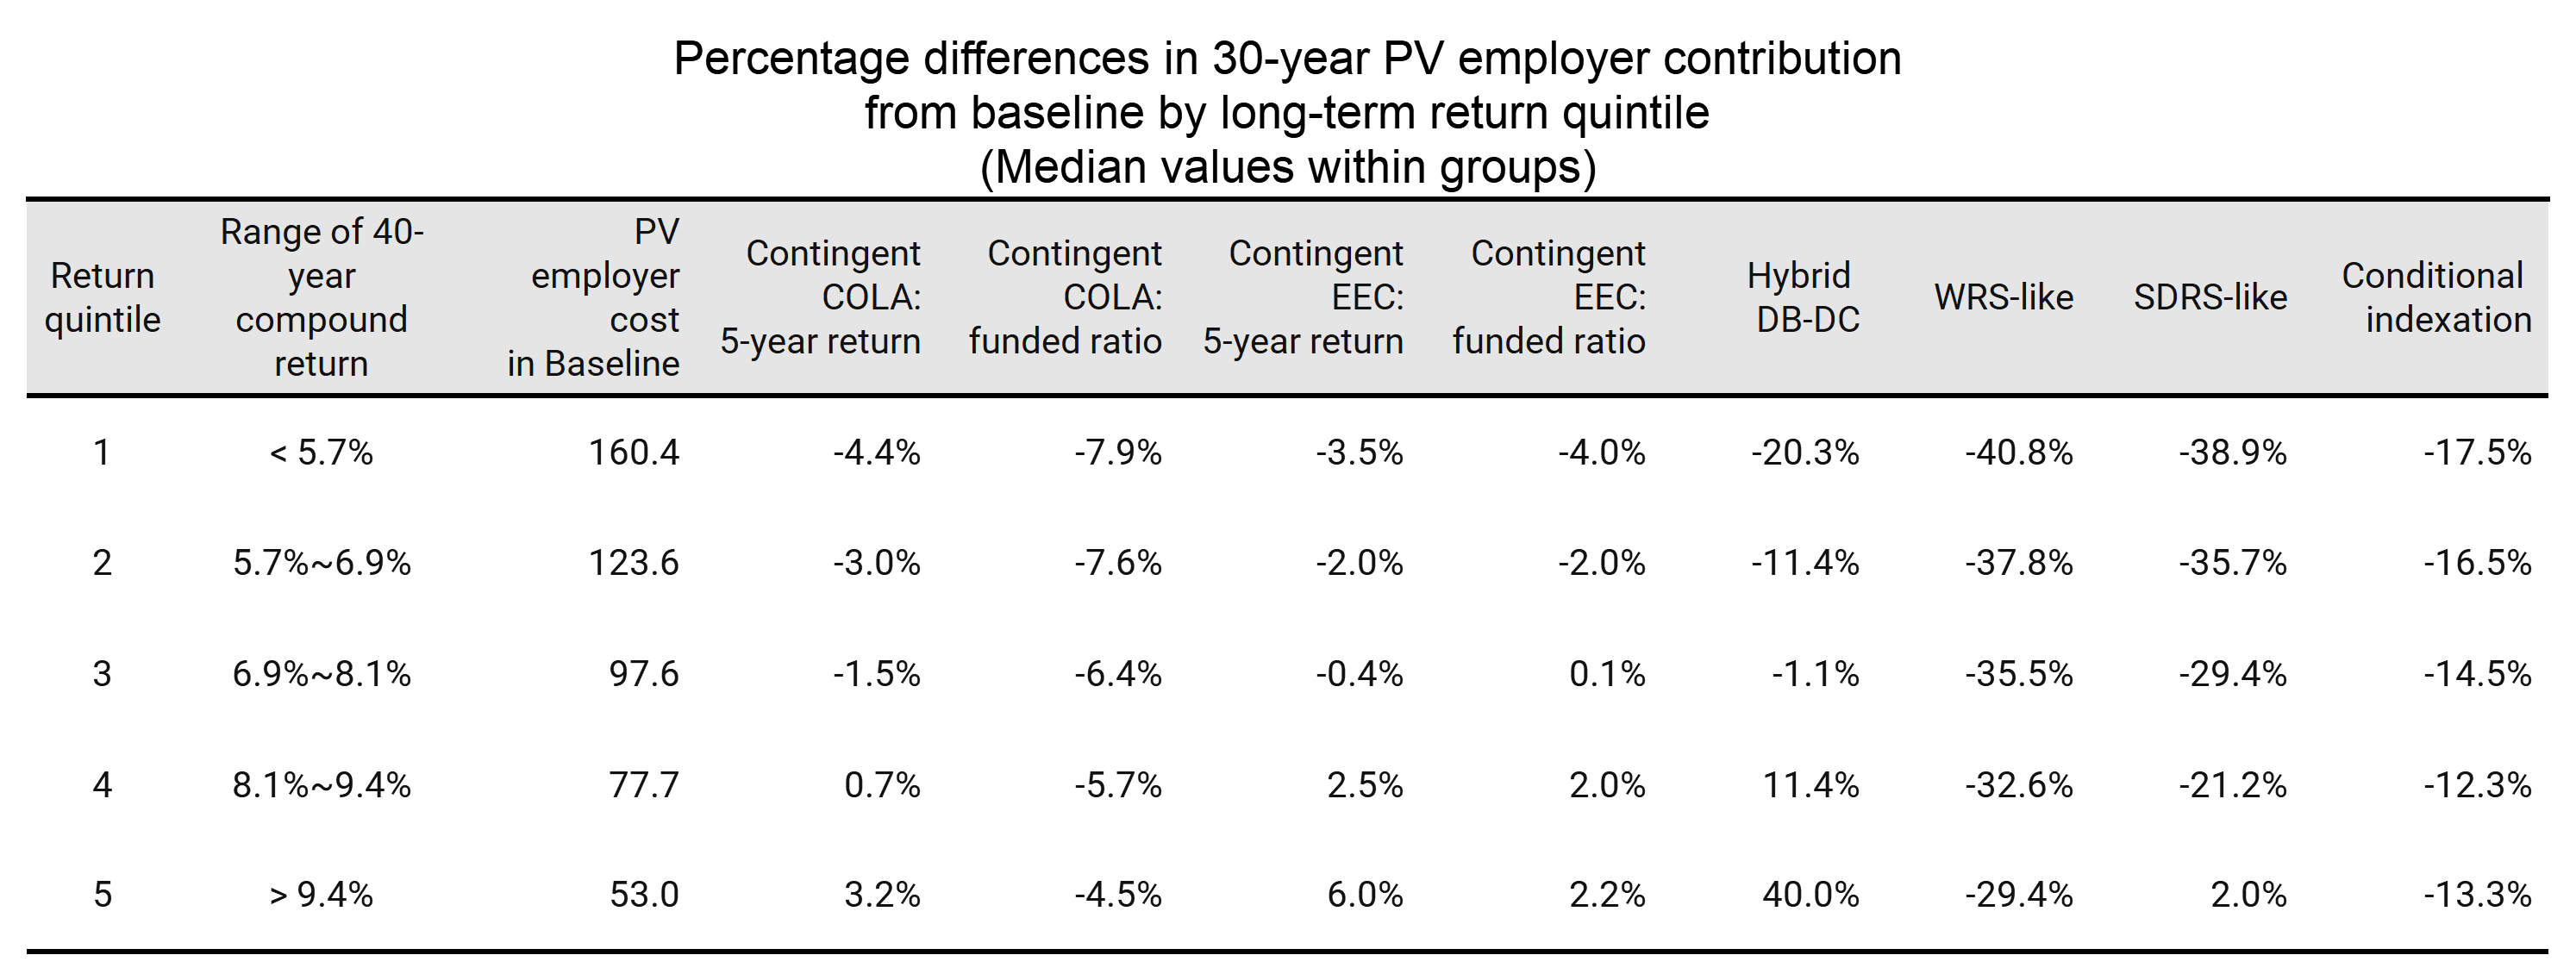 Percentage differences in 30-year PV employer contribution
from baseline by long-term return quintile
(Median values within groups)
Return quintile	Range of 40-year compound return	PV employer cost in Baseline	Contingent COLA: 5-year return	Contingent COLA: funded ratio	Contingent EEC: 5-year return	Contingent EEC: funded ratio	Hybrid DB-DC	WRS-like	SDRS-like	Conditional indexation
1	< 5.7%	160.4	-4.4%	-7.9%	-3.5%	-4.0%	-20.3%	-40.8%	-38.9%	-17.5%
2	5.7%~6.9%	123.6	-3.0%	-7.6%	-2.0%	-2.0%	-11.4%	-37.8%	-35.7%	-16.5%
3	6.9%~8.1%	97.6	-1.5%	-6.4%	-0.4%	0.1%	-1.1%	-35.5%	-29.4%	-14.5%
4	8.1%~9.4%	77.7	0.7%	-5.7%	2.5%	2.0%	11.4%	-32.6%	-21.2%	-12.3%
5	> 9.4%	53.0	3.2%	-4.5%	6.0%	2.2%	40.0%	-29.4%	2.0%	-13.3%